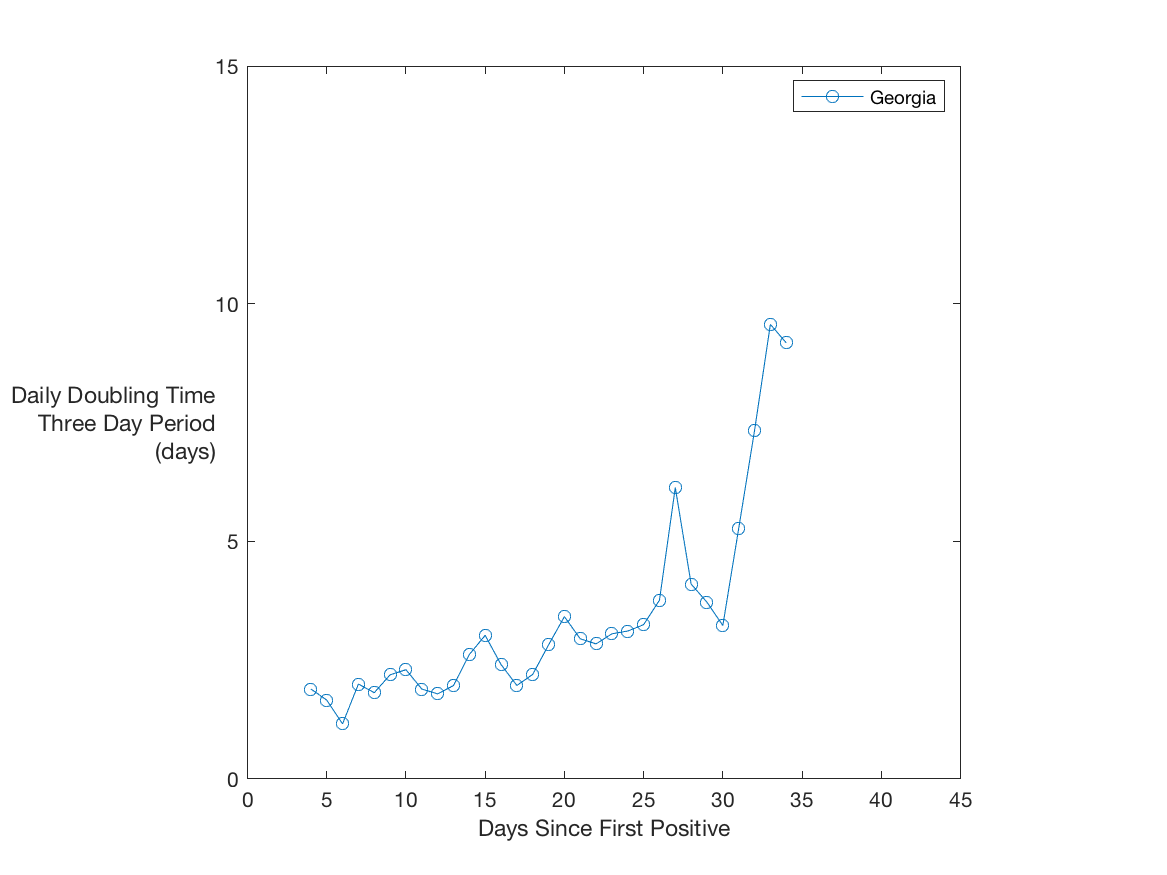 15
Georgia
10
Daily Doubling Time
Three Day Period
(days)
5
0
0 5 10 15 20 25 30 35 40 45
Days Since First Positive